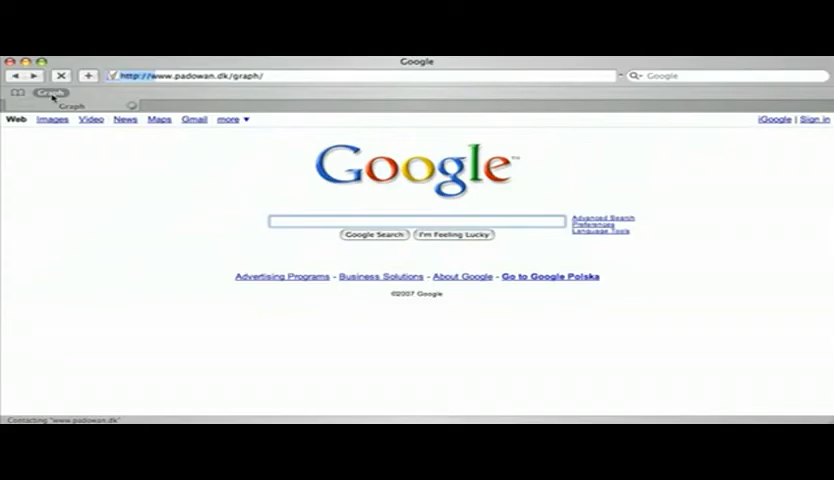 Google
http://www.padowan.dk/graph/
Google
Graph
Graph
Web Images Video News Maps Gmail more ▼ iGoogle | Sign in
Google™
Advanced Search
Preferences
Language Tools
Google Search I'm Feeling Lucky
Advertising Programs - Business Solutions - About Google - Go to Google Polska
©2007 Google
Contacting "www.padowan.dk"